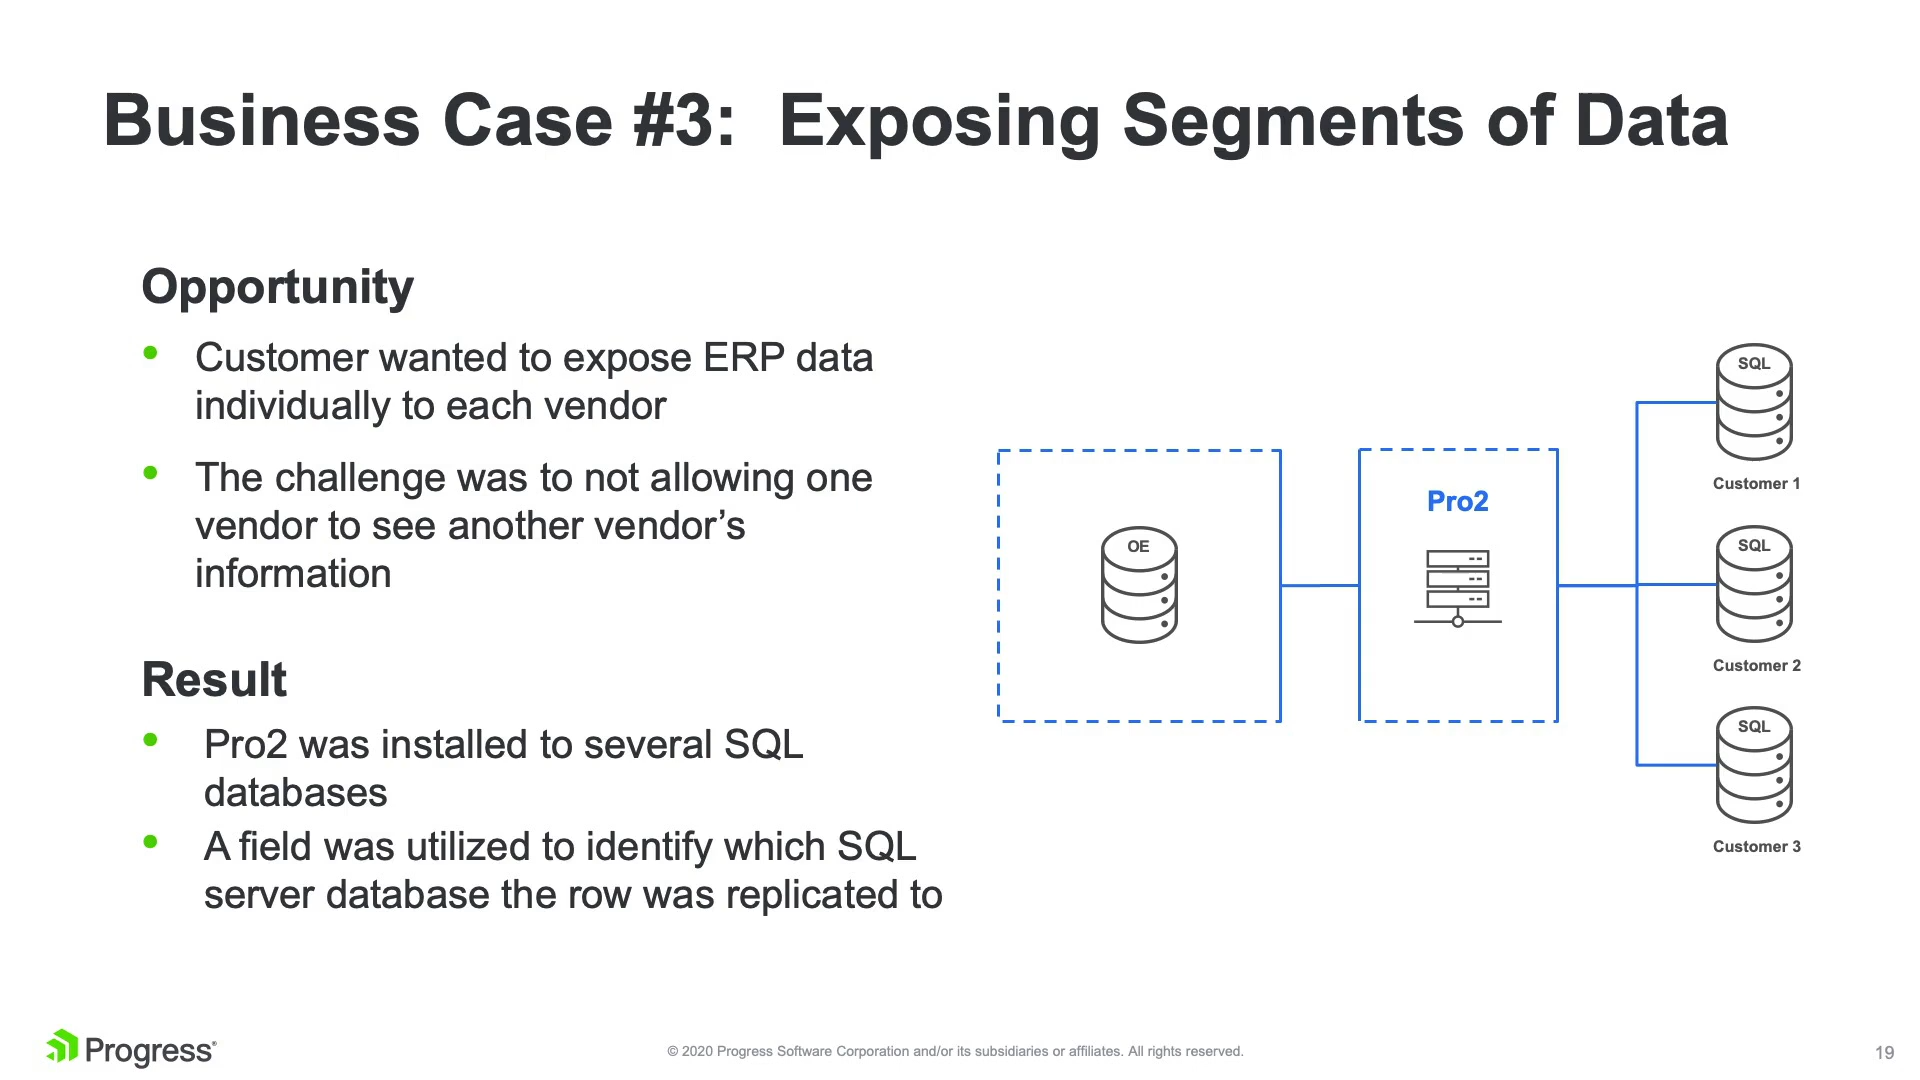 Business Case #3:  Exposing Segments of Data
Opportunity
• Customer wanted to expose ERP data
individually to each vendor
• The challenge was to not allowing one
vendor to see another vendor’s
information
Result
• Pro2 was installed to several SQL
databases
• A field was utilized to identify which SQL
server database the row was replicated to
OE
Pro2
SQL
Customer 1
SQL
Customer 2
SQL
Customer 3
Progress
© 2020 Progress Software Corporation and/or its subsidiaries or affiliates. All rights reserved.
19